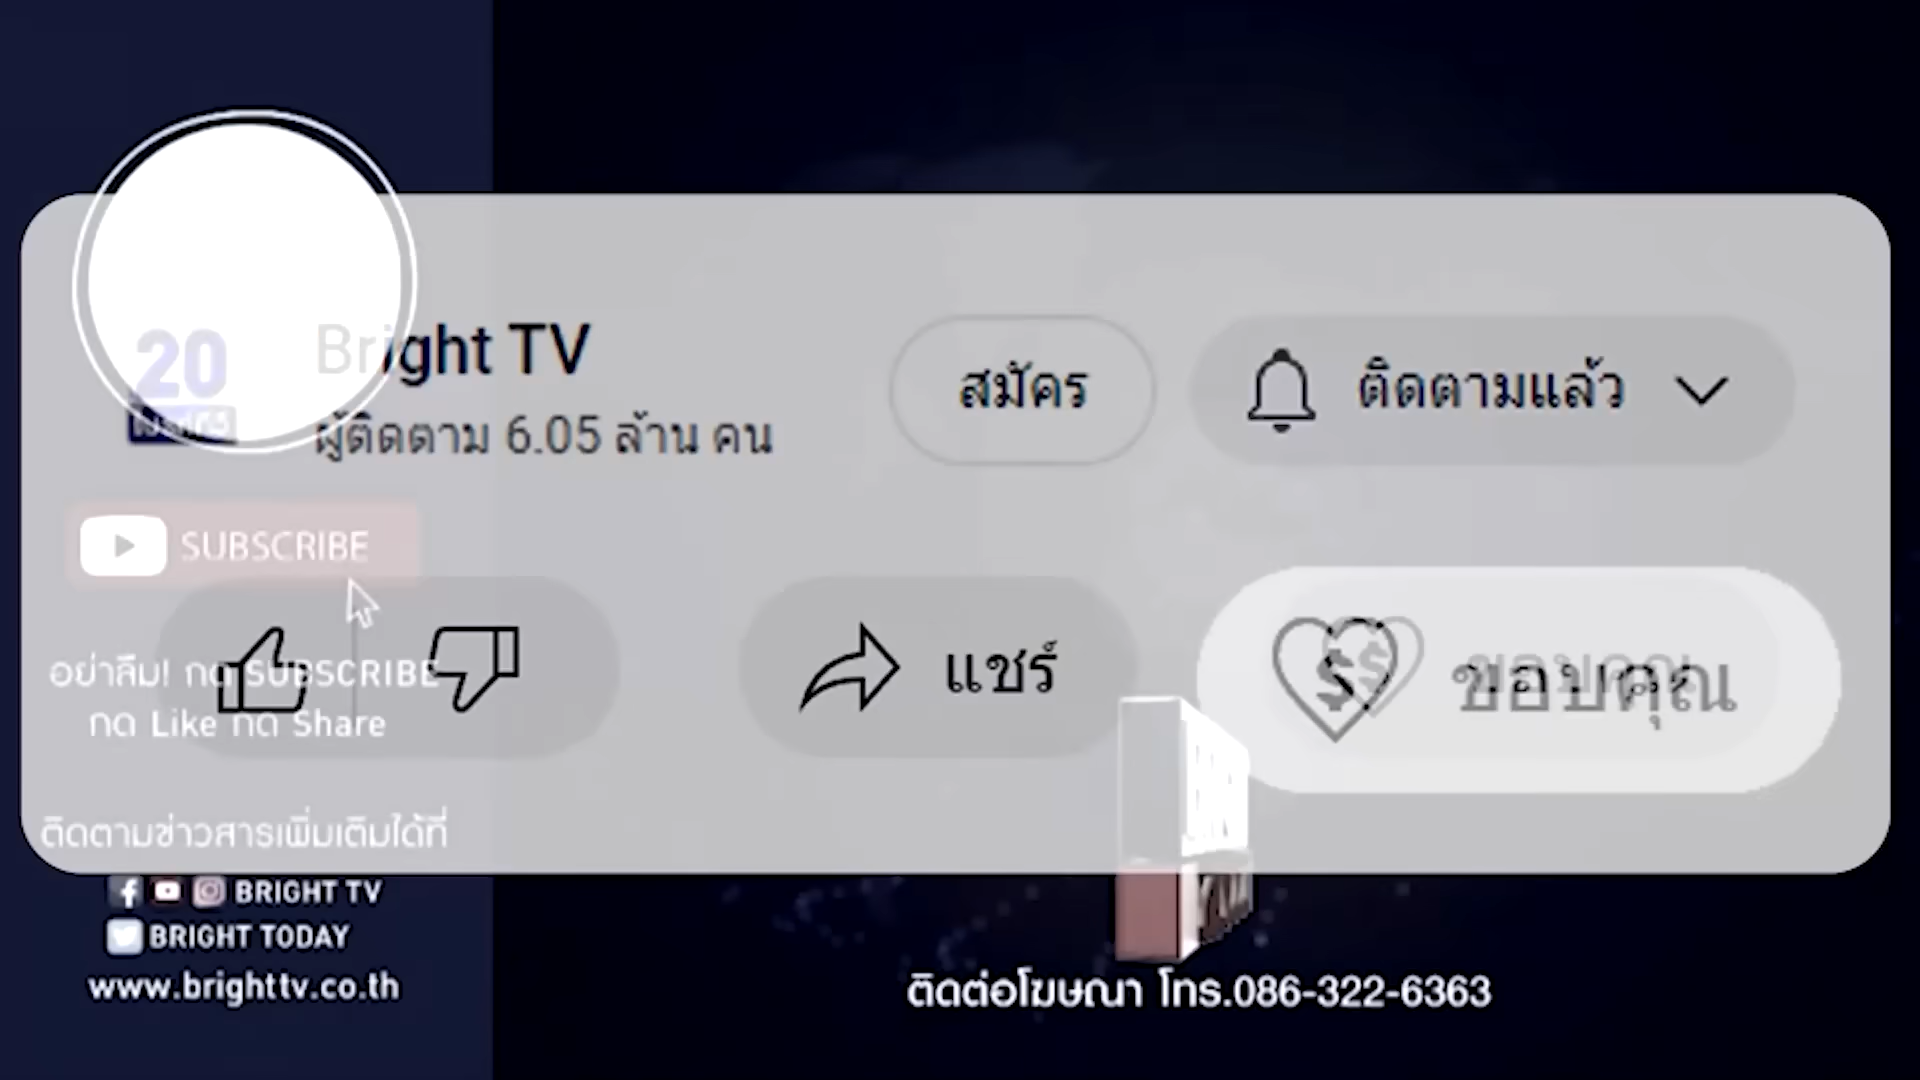 20
Bright TV
ผู้ติดตาม 6.05 ล้าน คน
สมัคร
ติดตามแล้ว
SUBSCRIBE
แชร์
ขอบคุณ
อย่าลืม! กด SUBSCRIBE
กด Like กด Share
ติดตามข่าวสารเพิ่มเติมได้ที่
BRIGHT TV
BRIGHT TODAY
www.brighttv.co.th
ติดต่อโฆษณา โทร.086-322-6363